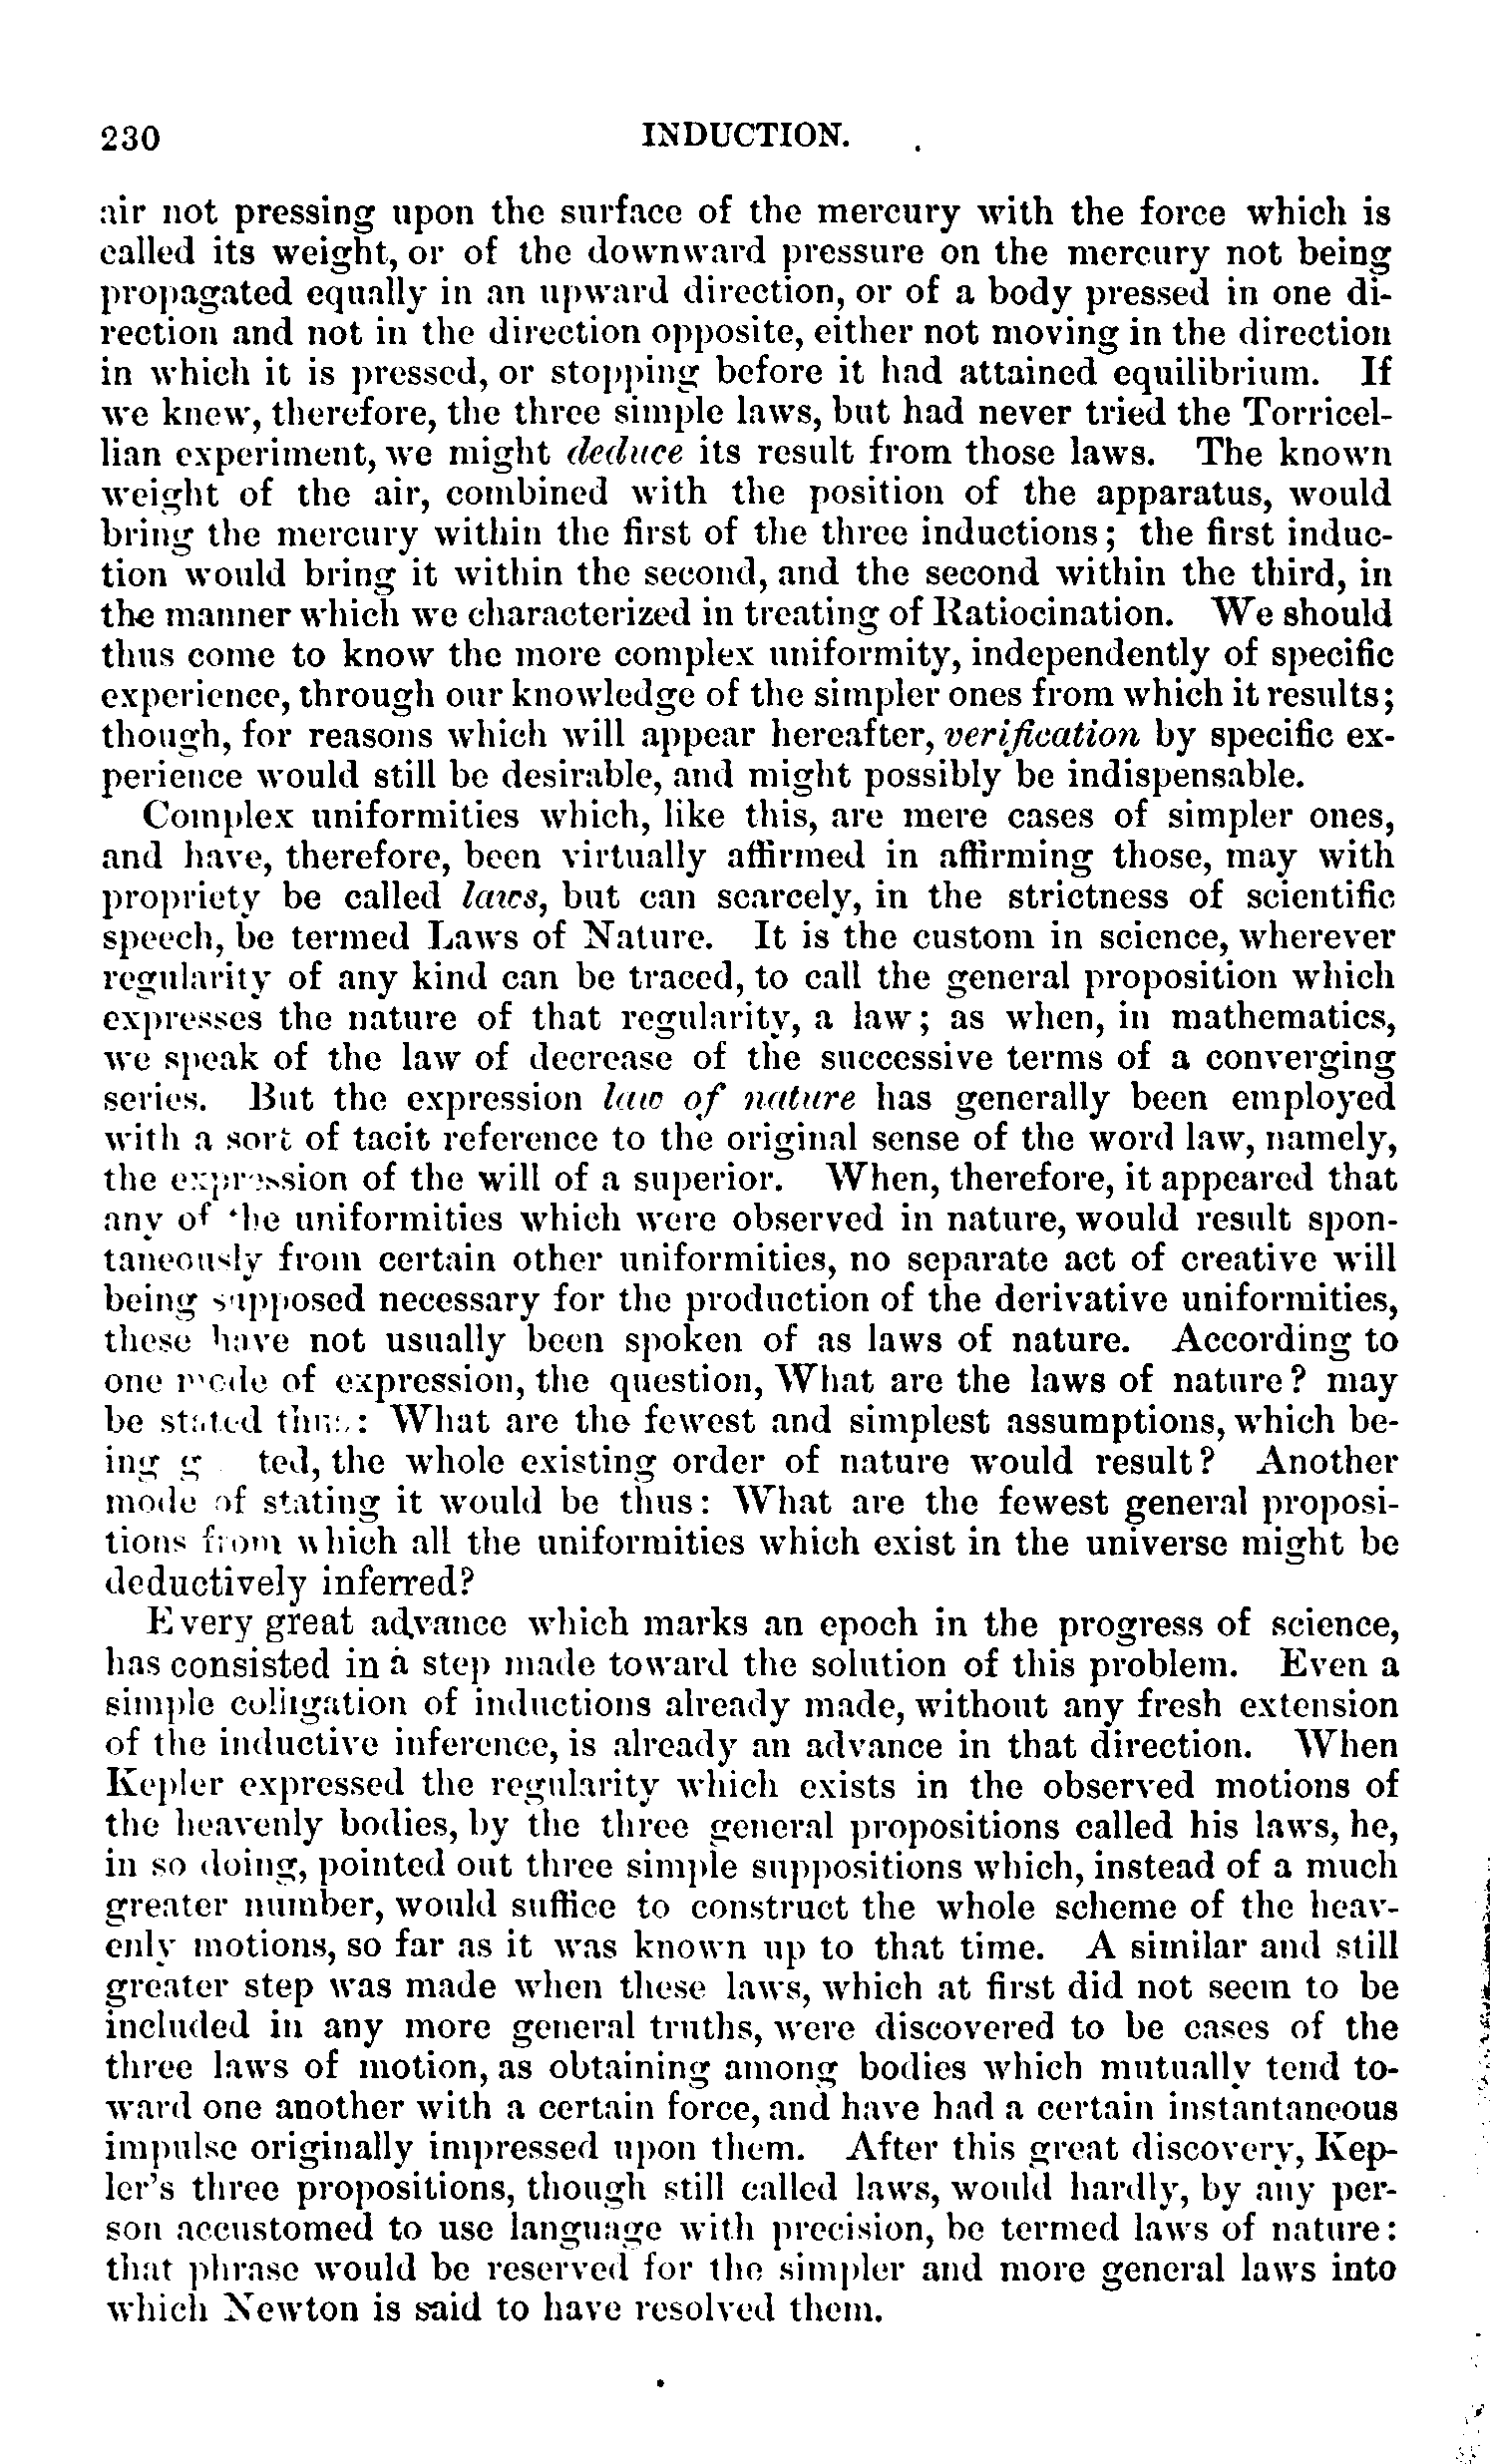 230 INDUCTION.
air not pressing upon the surface of the mercury with the force which is
called its weight, or of the downward pressure on the mercury not being
propagated equally in an upward direction, or of a body pressed in one di-
rection and not in the direction opposite, either not moving in the direction
in which it is pressed, or stopping before it had attained equilibrium. If
we knew, therefore, the three simple laws, but had never tried the Torricel-
lian experiment, we might deduce its result from those laws. The known
weight of the air, combined with the position of the apparatus, would
bring the mercury within the first of the three inductions; the first induc-
tion would bring it within the second, and the second within the third, in
the manner which we characterized in treating of Ratiocination. We should
thus come to know the more complex uniformity, independently of specific
experience, through our knowledge of the simpler ones from which it results;
though, for reasons which will appear hereafter, verification by specific ex-
perience would still be desirable, and might possibly be indispensable.
Complex uniformities which, like this, are mere cases of simpler ones,
and have, therefore, been virtually affirmed in affirming those, may with
propriety be called laws, but can scarcely, in the strictness of scientific
speech, be termed Laws of Nature. It is the custom in science, wherever
regularity of any kind can be traced, to call the general proposition which
expresses the nature of that regularity, a law; as when, in mathematics,
we speak of the law of decrease of the successive terms of a converging
series. But the expression law of nature has generally been employed
with a sort of tacit reference to the original sense of the word law, namely,
the expression of the will of a superior. When, therefore, it appeared that
any of the uniformities which were observed in nature, would result spon-
taneously from certain other uniformities, no separate act of creative will
being supposed necessary for the production of the derivative uniformities,
these have not usually been spoken of as laws of nature. According to
one mode of expression, the question, What are the laws of nature? may
be stated thus: What are the fewest and simplest assumptions, which be-
ing g ted, the whole existing order of nature would result? Another
mode of stating it would be thus: What are the fewest general proposi-
tions from which all the uniformities which exist in the universe might be
deductively inferred?
Every great advance which marks an epoch in the progress of science,
has consisted in a step made toward the solution of this problem. Even a
simple colligation of inductions already made, without any fresh extension
of the inductive inference, is already an advance in that direction. When
Kepler expressed the regularity which exists in the observed motions of
the heavenly bodies, by the three general propositions called his laws, he,
in so doing, pointed out three simple suppositions which, instead of a much
greater number, would suffice to construct the whole scheme of the heav-
enly motions, so far as it was known up to that time. A similar and still
greater step was made when these laws, which at first did not seem to be
included in any more general truths, were discovered to be cases of the
three laws of motion, as obtaining among bodies which mutually tend to-
ward one another with a certain force, and have had a certain instantaneous
impulse originally impressed upon them. After this great discovery, Kep-
ler's three propositions, though still called laws, would hardly, by any per-
son accustomed to use language with precision, be termed laws of nature:
that phrase would be reserved for the simpler and more general laws into
which Newton is said to have resolved them.